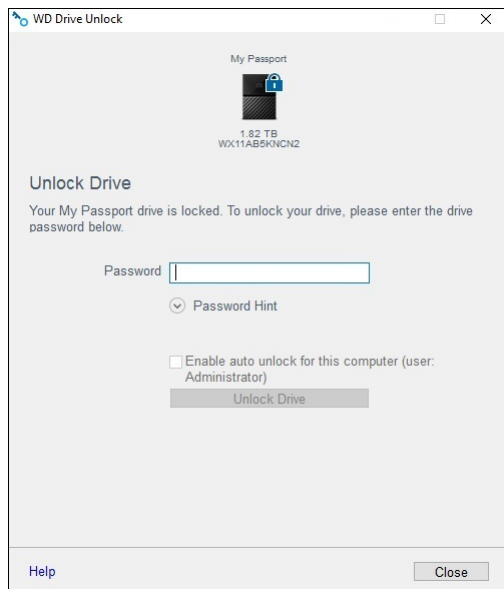 WD Drive Unlock
My Passport
1.82 TB
WX11AB5KNCN2
Unlock Drive
Your My Passport drive is locked. To unlock your drive, please enter the drive
password below.
Password
Password Hint
Enable auto unlock for this computer (user:
Administrator)
Unlock Drive
Help
Close